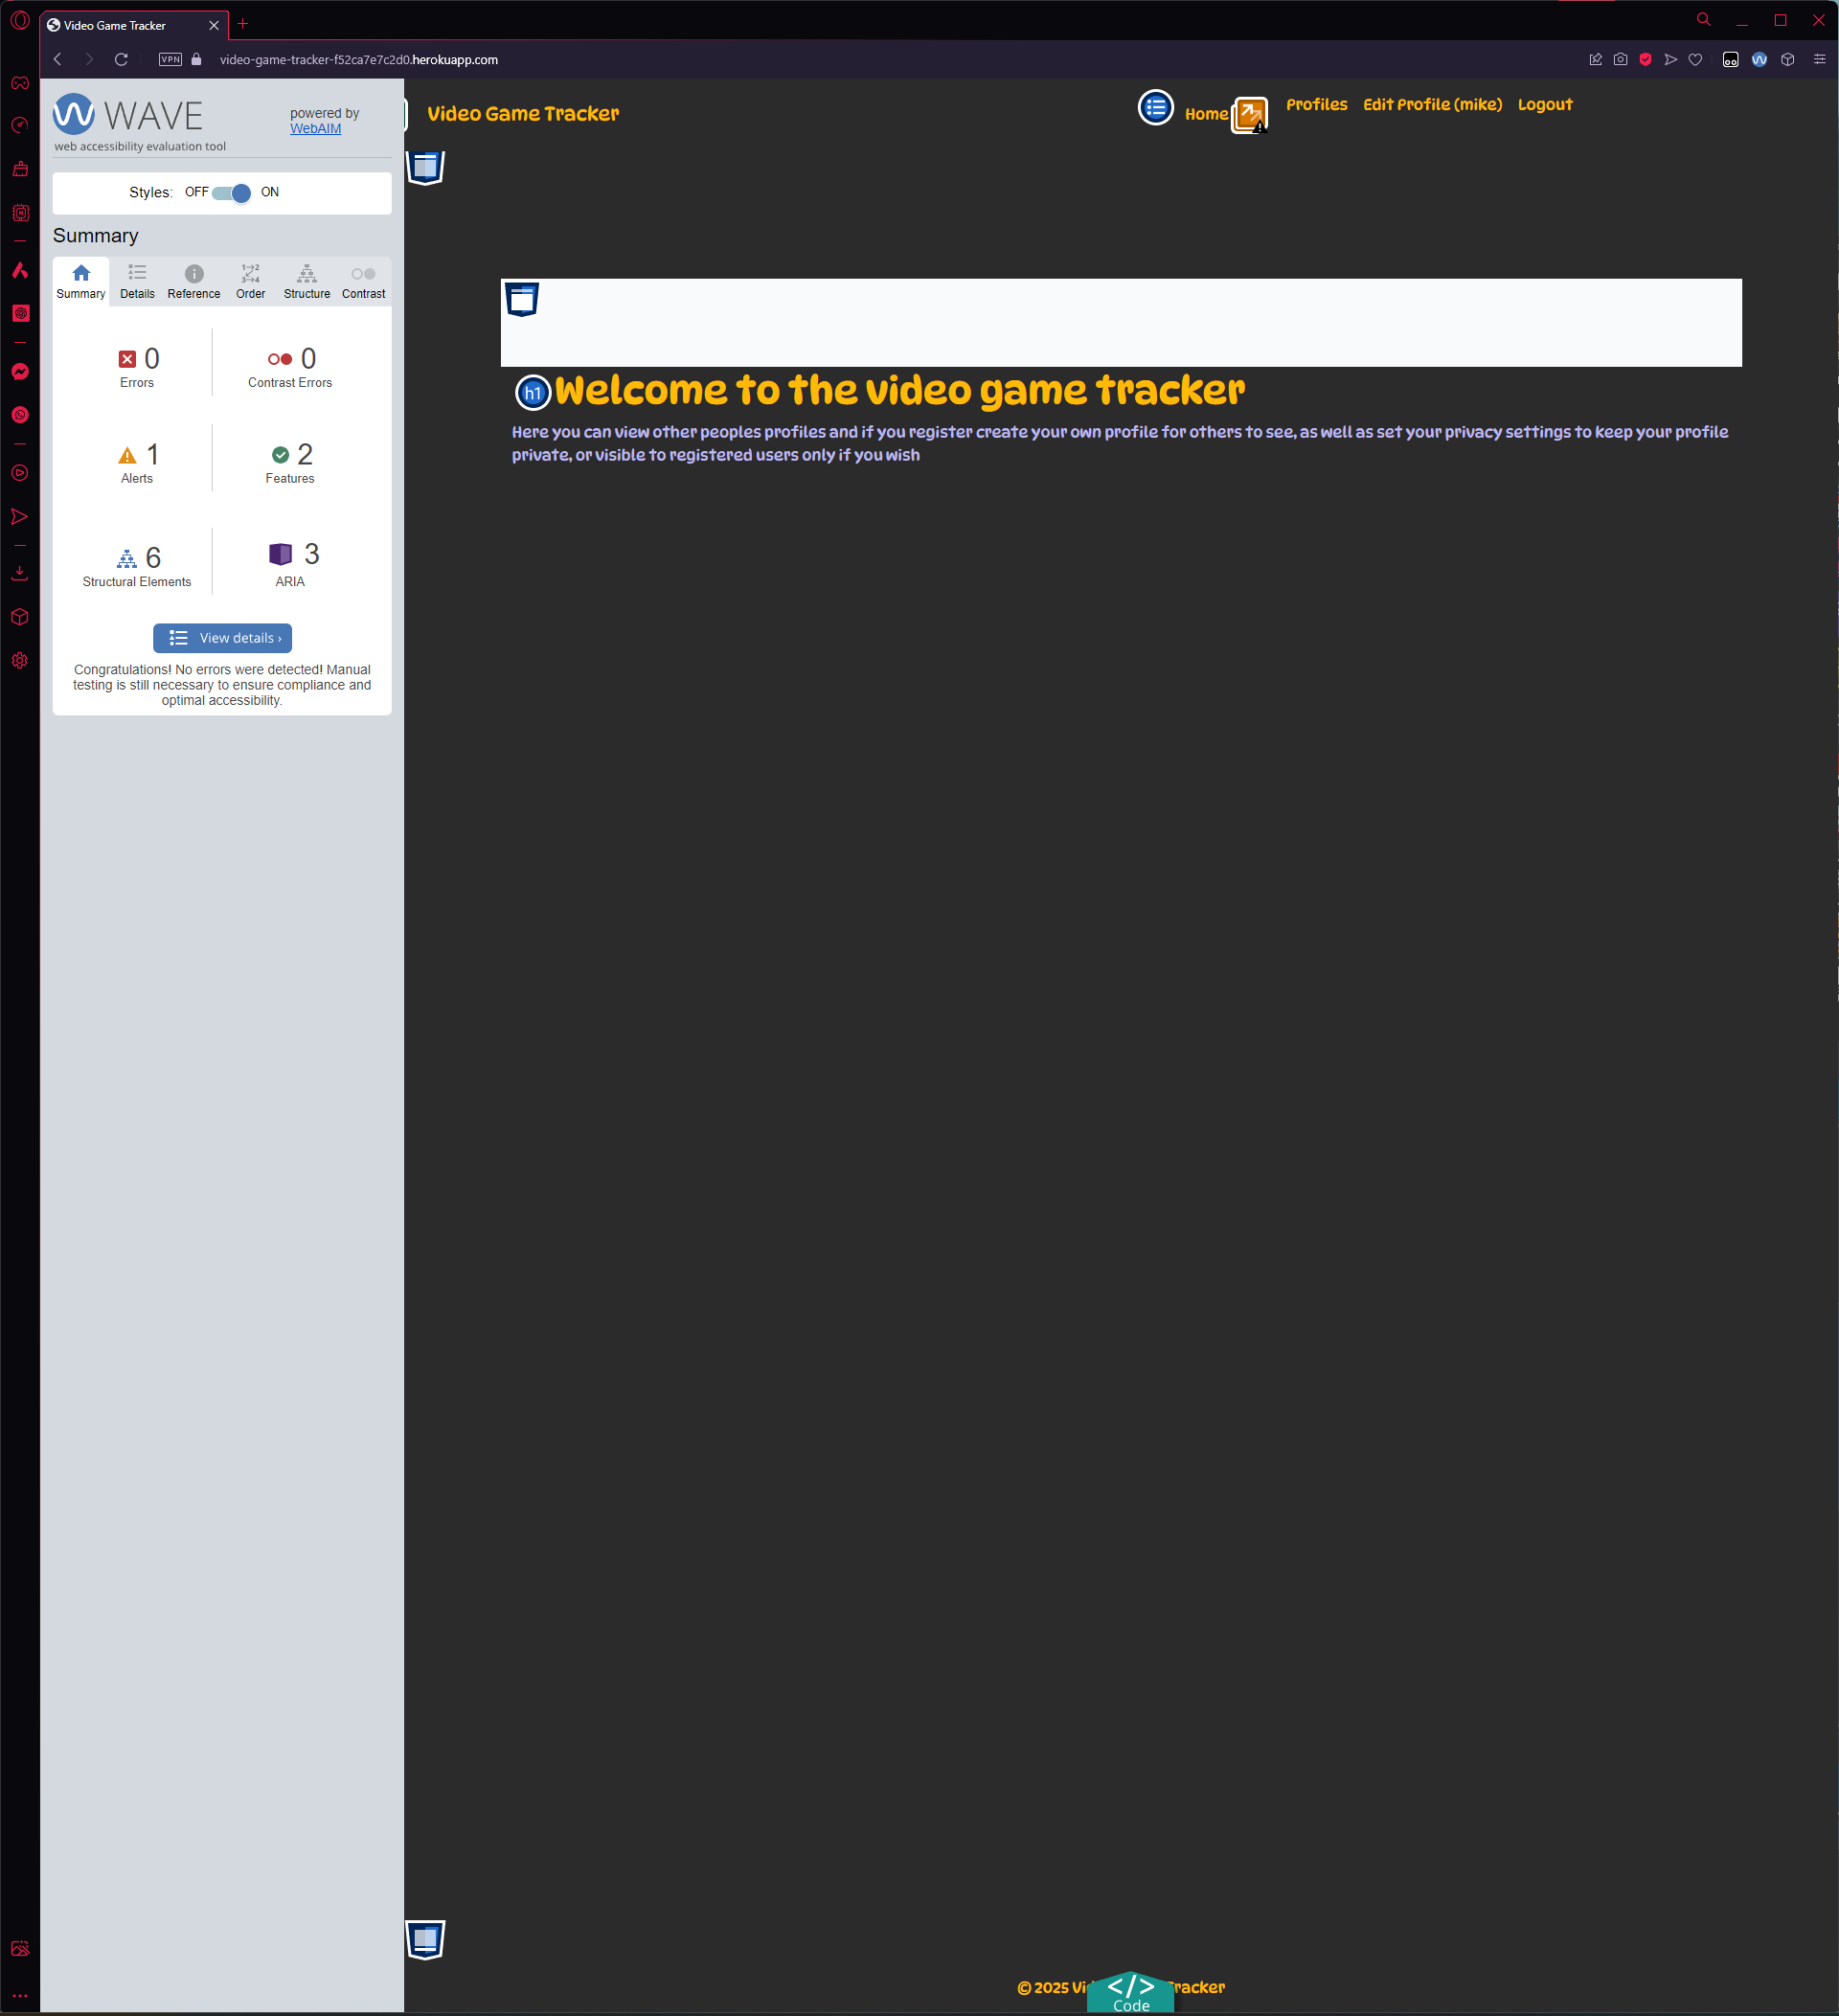 Video Game Tracker
VPN
video-game-tracker-f52ca7e7c2d0.herokuapp.com
WAVE
powered by
WebAIM
web accessibility evaluation tool
Styles: OFF ON
Summary
Summary Details Reference Order Structure Contrast
0
Errors
0
Contrast Errors
1
Alerts
2
Features
6
Structural Elements
3
ARIA
View details ›
Congratulations! No errors were detected! Manual
testing is still necessary to ensure compliance and
optimal accessibility.
Video Game Tracker
Home Profiles Edit Profile (mike) Logout
h1 Welcome to the video game tracker
Here you can view other peoples profiles and if you register create your own profile for others to see, as well as set your privacy settings to keep your profile
private, or visible to registered users only if you wish
© 2025 Vi Tracker
</> Code